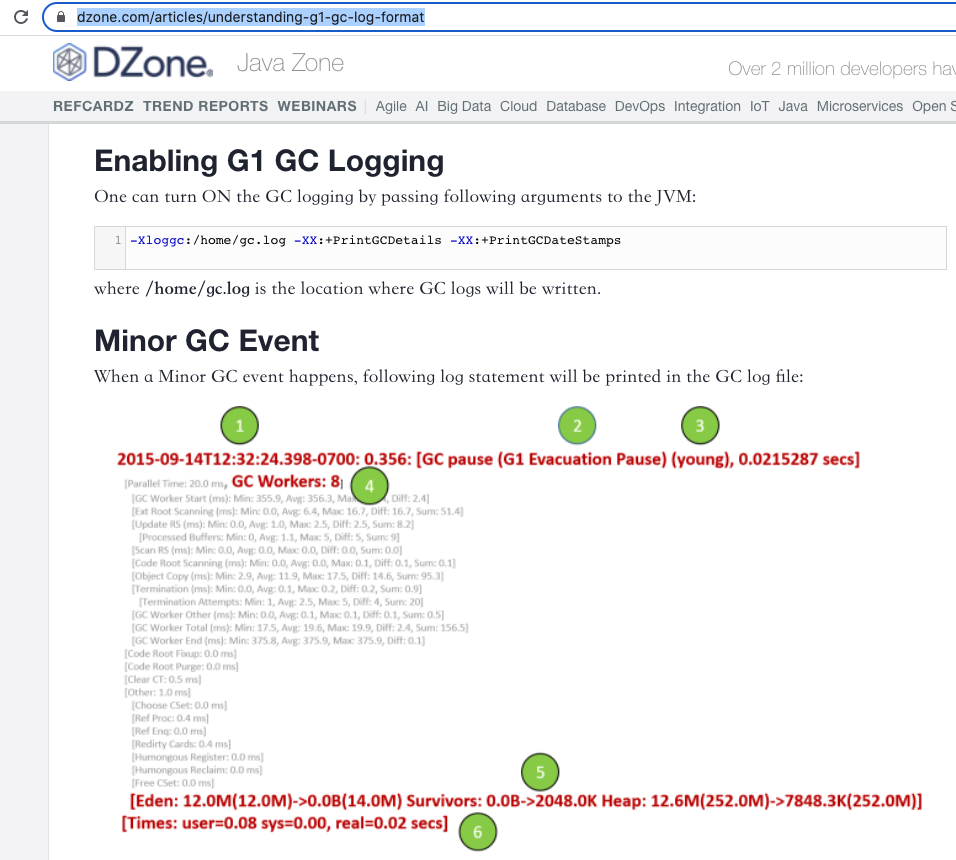 dzone.com/articles/understanding-g1-gc-log-format
DZone. Java Zone
Over 2 million developers hav
REFCARDZ TREND REPORTS WEBINARS | Agile AI Big Data Cloud Database DevOps Integration IoT Java Microservices Open S
Enabling G1 GC Logging
One can turn ON the GC logging by passing following arguments to the JVM:
1 -Xloggc:/home/gc.log -XX:+PrintGCDetails -XX:+PrintGCDateStamps
where /home/gc.log is the location where GC logs will be written.
Minor GC Event
When a Minor GC event happens, following log statement will be printed in the GC log file:
1 2 3
2015-09-14T12:32:24.398-0700: 0.356: [GC pause (G1 Evacuation Pause) (young), 0.0215287 secs]
[Parallel Time: 20.0 ms, GC Workers: 8]
4
[GC Worker Start (ms): Min: 355.9, Avg: 356.3, Max: , Diff: 2.4]
[Ext Root Scanning (ms): Min: 0.0, Avg: 6.4, Max: 16.7, Diff: 16.7, Sum: 51.4]
[Update RS (ms): Min: 0.0, Avg: 1.0, Max: 2.5, Diff: 2.5, Sum: 8.2]
[Processed Buffers: Min: 0, Avg: 1.1, Max: 5, Diff: 5, Sum: 9]
[Scan RS (ms): Min: 0.0, Avg: 0.0, Max: 0.0, Diff: 0.0, Sum: 0.0]
[Code Root Scanning (ms): Min: 0.0, Avg: 0.0, Max: 0.1, Diff: 0.1, Sum: 0.1]
[Object Copy (ms): Min: 2.9, Avg: 11.9, Max: 17.5, Diff: 14.6, Sum: 95.3]
[Termination (ms): Min: 0.0, Avg: 0.1, Max: 0.2, Diff: 0.2, Sum: 0.9]
[Termination Attempts: Min: 1, Avg: 2.5, Max: 5, Diff: 4, Sum: 20]
[GC Worker Other (ms): Min: 0.0, Avg: 0.1, Max: 0.1, Diff: 0.1, Sum: 0.5]
[GC Worker Total (ms): Min: 17.5, Avg: 19.6, Max: 19.9, Diff: 2.4, Sum: 156.5]
[GC Worker End (ms): Min: 375.8, Avg: 375.9, Max: 375.9, Diff: 0.1]
[Code Root Fixup: 0.0 ms]
[Code Root Purge: 0.0 ms]
[Clear CT: 0.5 ms]
[Other: 1.0 ms]
[Choose CSet: 0.0 ms]
[Ref Proc: 0.4 ms]
[Ref Enq: 0.0 ms]
[Redirty Cards: 0.4 ms]
[Humongous Register: 0.0 ms]
[Humongous Reclaim: 0.0 ms]
[Free CSet: 0.0 ms]
5
[Eden: 12.0M(12.0M)->0.0B(14.0M) Survivors: 0.0B->2048.0K Heap: 12.6M(252.0M)->7848.3K(252.0M)]
[Times: user=0.08 sys=0.00, real=0.02 secs]
6